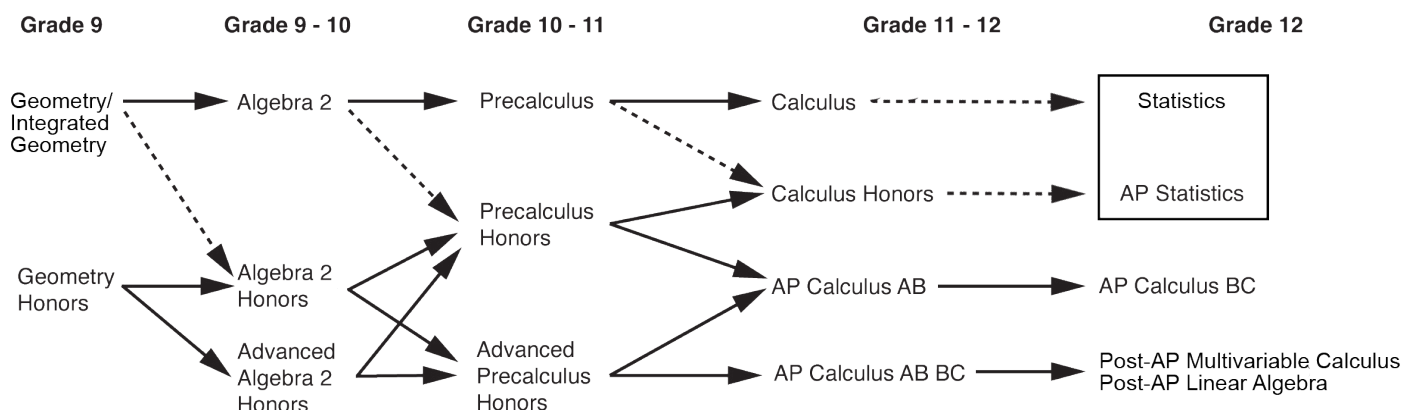 Grade 9
Grade 9 - 10
Grade 10 - 11
Grade 11 - 12
Grade 12
Geometry/
Integrated
Geometry
Algebra 2
Precalculus
Calculus
Statistics
Calculus Honors
AP Statistics
Precalculus
Honors
Geometry
Honors
Algebra 2
Honors
AP Calculus AB
AP Calculus BC
Advanced
Algebra 2
Honors
Advanced
Precalculus
Honors
AP Calculus AB BC
Post-AP Multivariable Calculus
Post-AP Linear Algebra